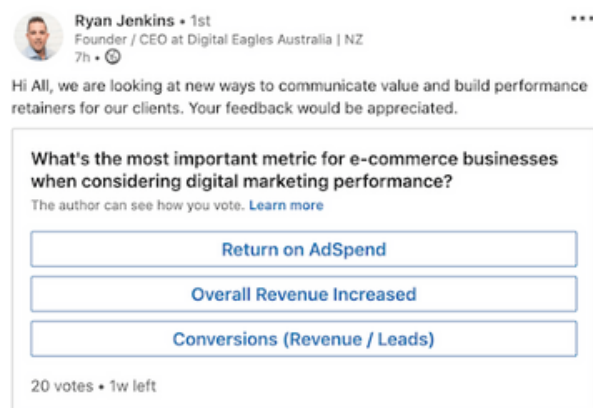 Ryan Jenkins • 1st
Founder / CEO at Digital Eagles Australia | NZ
7h •
Hi All, we are looking at new ways to communicate value and build performance
retainers for our clients. Your feedback would be appreciated.
What's the most important metric for e-commerce businesses
when considering digital marketing performance?
The author can see how you vote. Learn more
Return on AdSpend
Overall Revenue Increased
Conversions (Revenue / Leads)
20 votes • 1w left